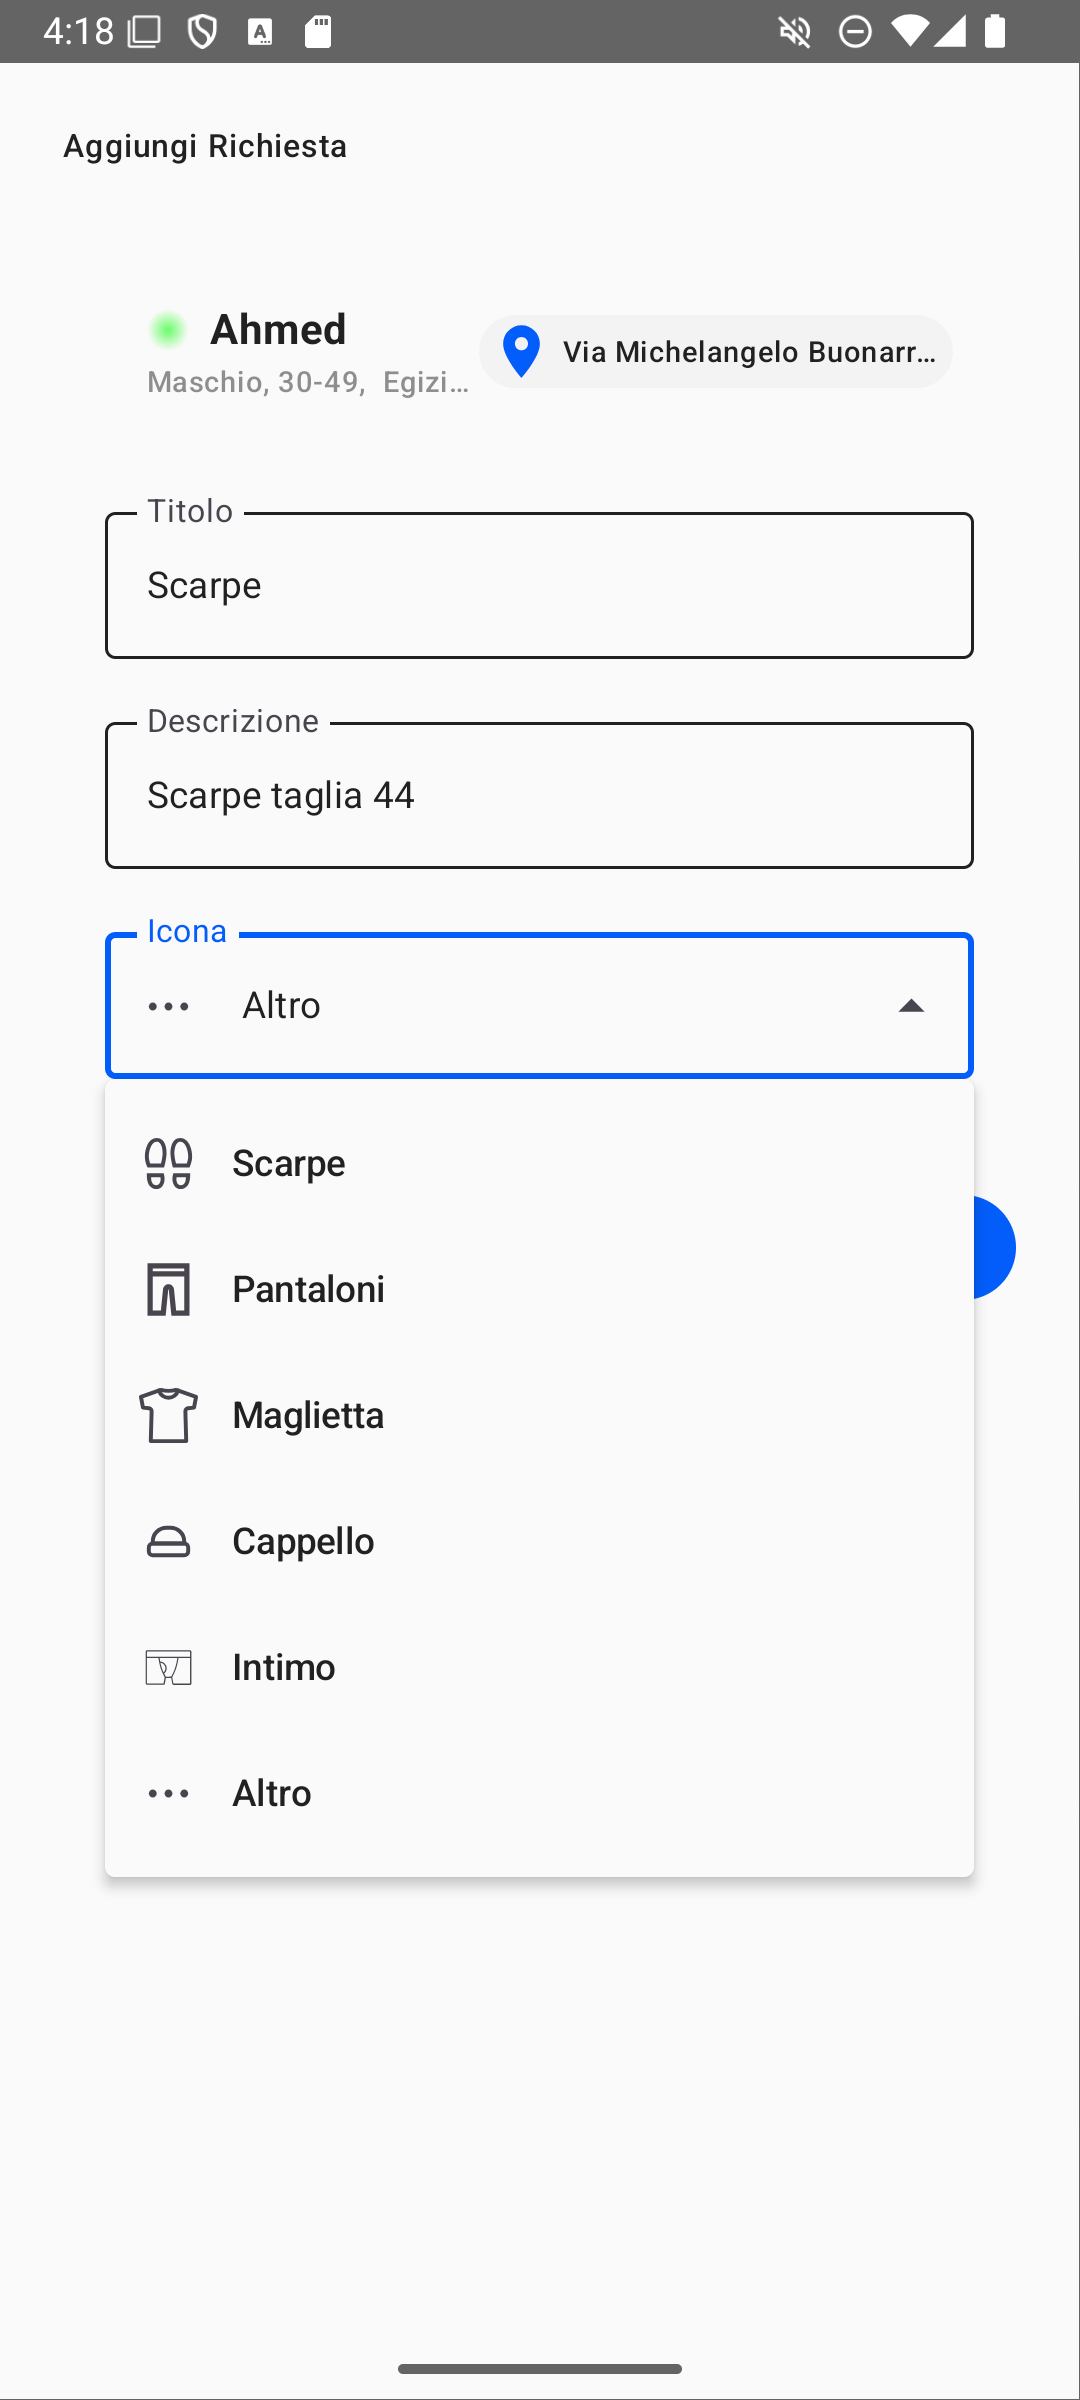 4:18
Aggiungi Richiesta
Ahmed
Maschio, 30-49, Egizi…
Via Michelangelo Buonarr…
Titolo
Scarpe
Descrizione
Scarpe taglia 44
Icona
Altro
Scarpe
Pantaloni
Maglietta
Cappello
Intimo
Altro